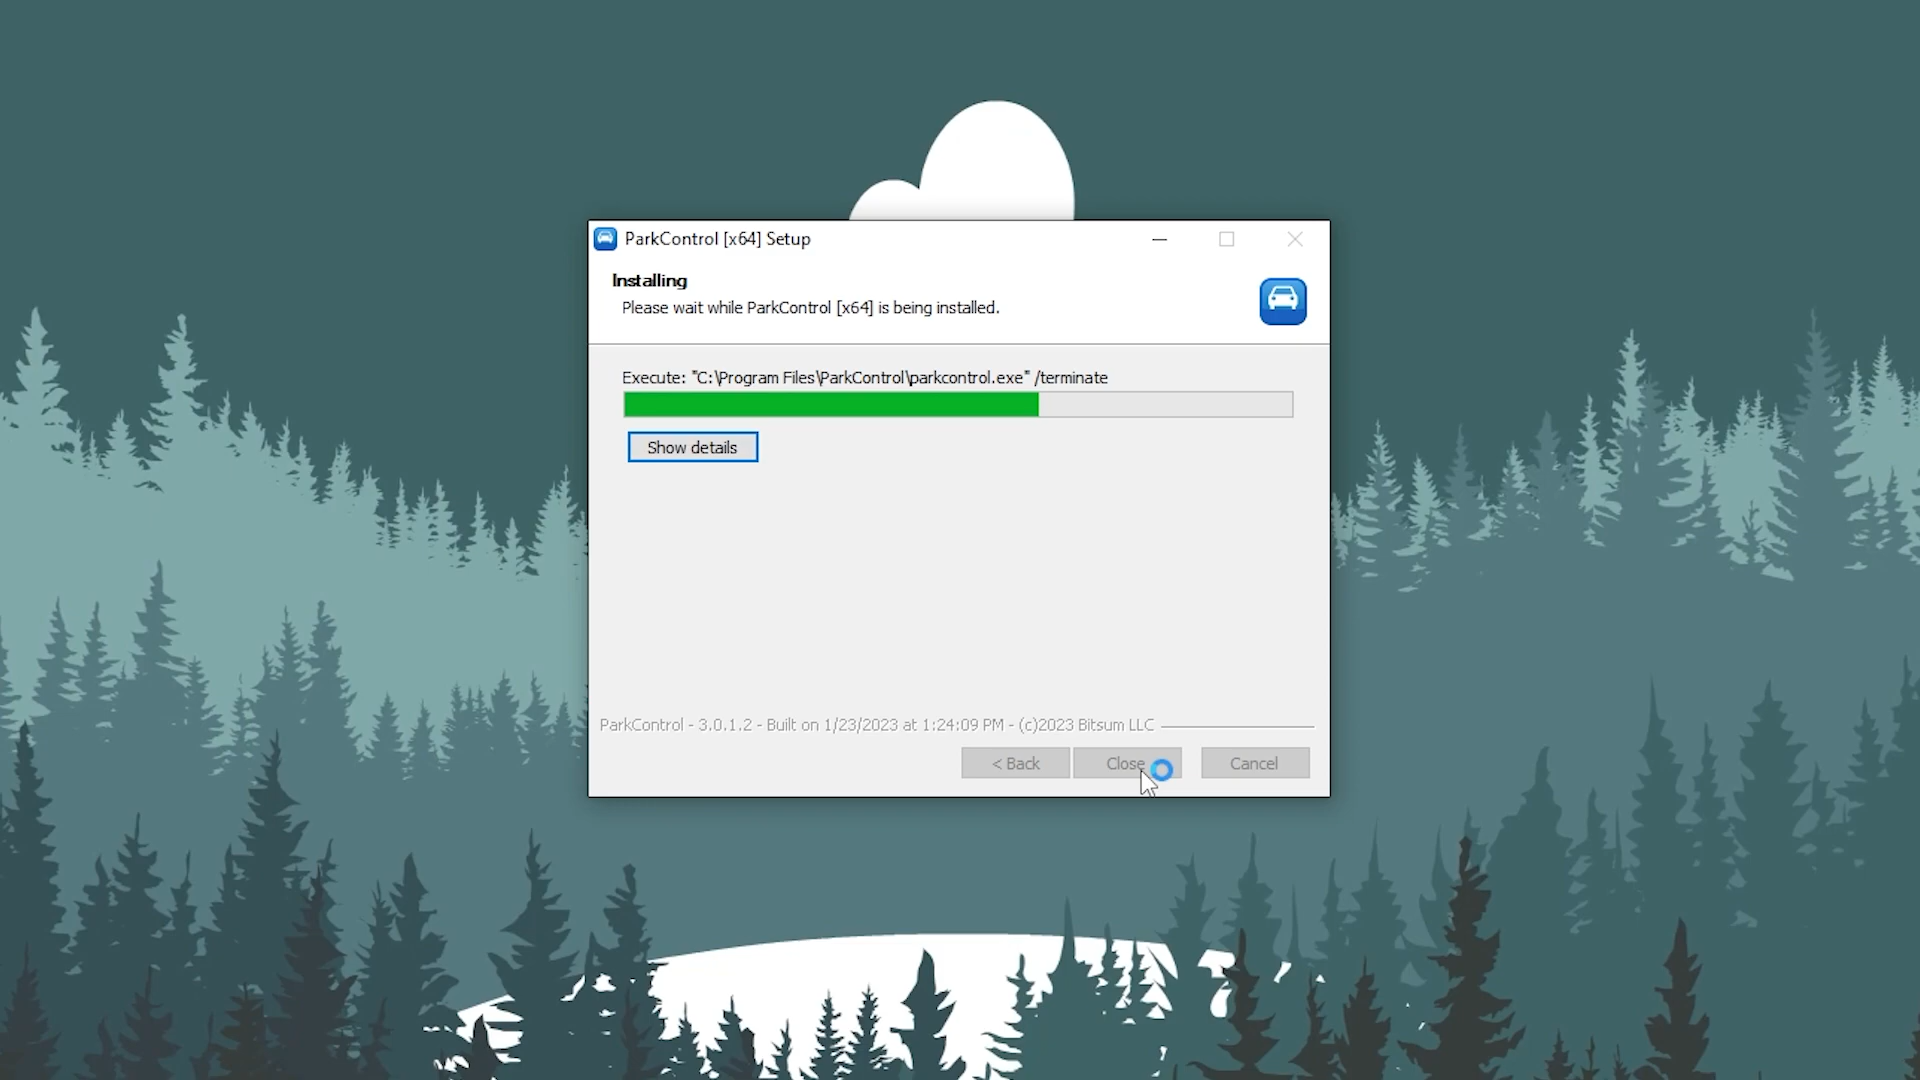 ParkControl [x64] Setup
Installing
Please wait while ParkControl [x64] is being installed.
Execute: "C:\Program Files\ParkControl\parkcontrol.exe" /terminate
Show details
ParkControl - 3.0.1.2 - Built on 1/23/2023 at 1:24:09 PM - (c)2023 Bitsum LLC
< Back
Close
Cancel